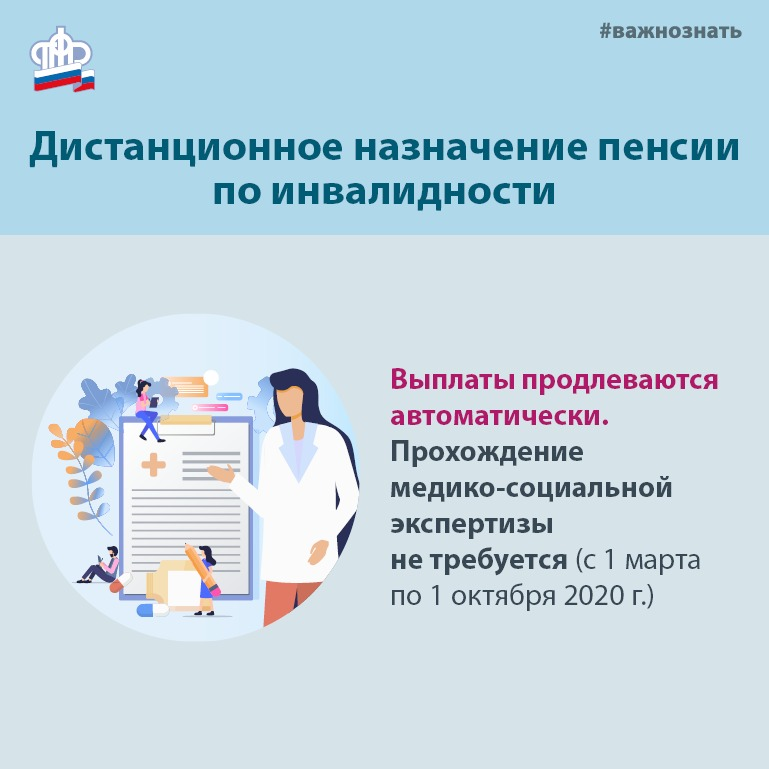 #важнознать
Дистанционное назначение пенсии
по инвалидности
Выплаты продлеваются
автоматически.
Прохождение
медико-социальной
экспертизы
не требуется (с 1 марта
по 1 октября 2020 г.)